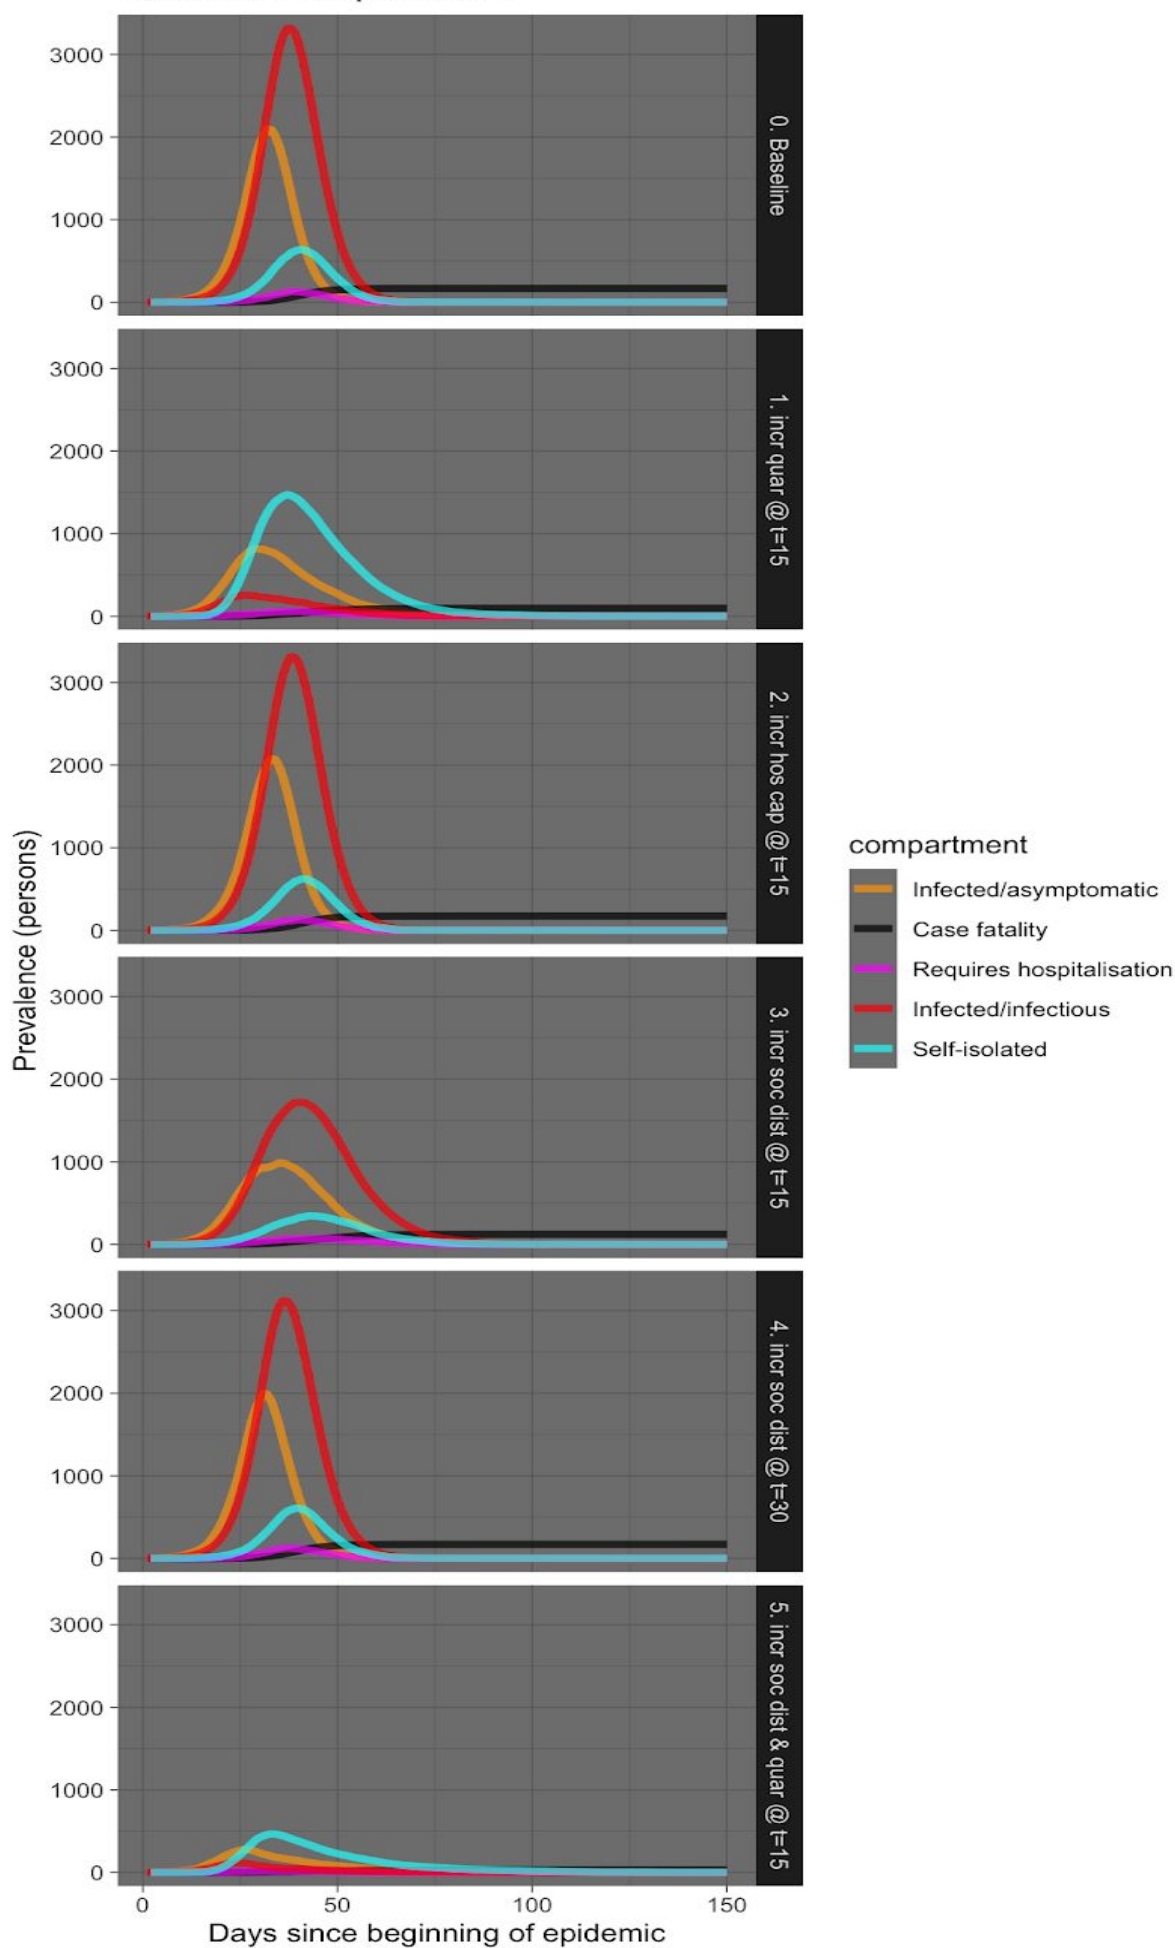 3000
2000
1000
0
0. Baseline
3000
2000
1000
0
1. incr quar @ t=15
3000
2000
1000
0
2. incr hos cap @ t=15
3000
2000
1000
0
3. incr soc dist @ t=15
3000
2000
1000
0
4. incr soc dist @ t=30
3000
2000
1000
0
5. incr soc dist & quar @ t=15
0 50 100 150
Days since beginning of epidemic
Prevalence (persons)
compartment
Infected/asymptomatic
Case fatality
Requires hospitalisation
Infected/infectious
Self-isolated